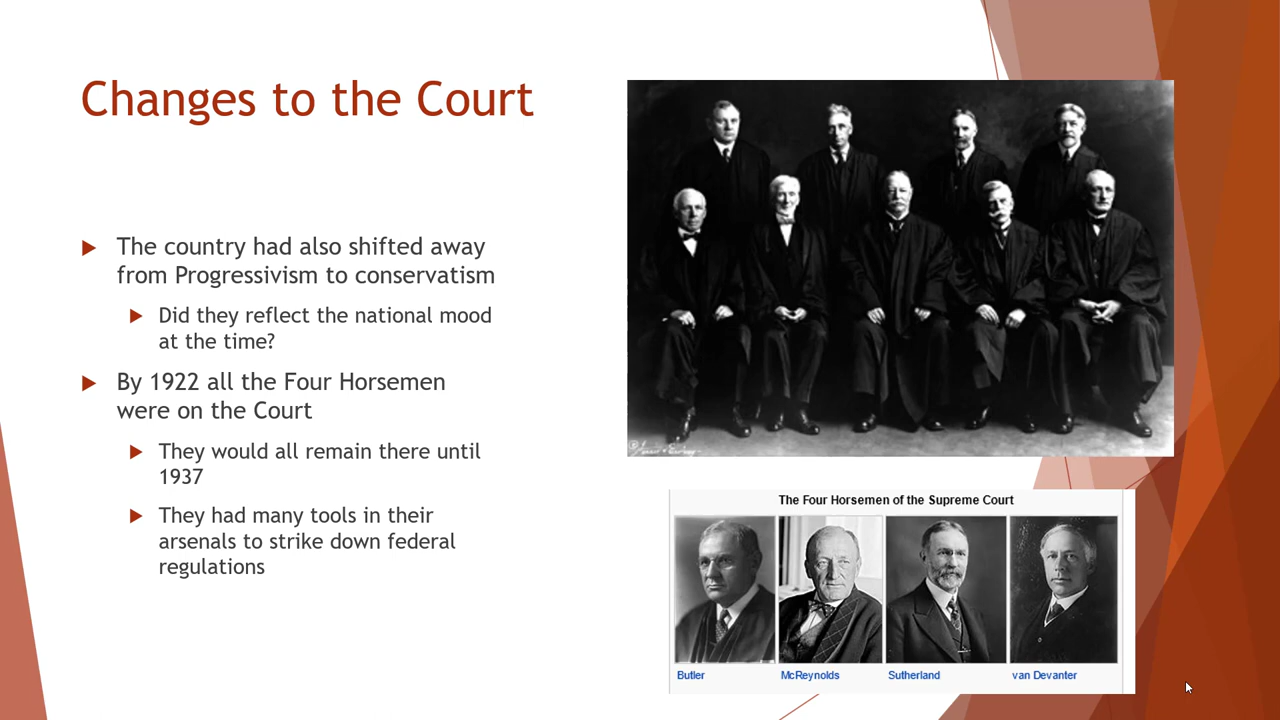 Changes to the Court
The country had also shifted away
from Progressivism to conservatism
Did they reflect the national mood
at the time?
By 1922 all the Four Horsemen
were on the Court
They would all remain there until
1937
They had many tools in their
arsenals to strike down federal
regulations
The Four Horsemen of the Supreme Court
Butler
McReynolds
Sutherland
van Devanter